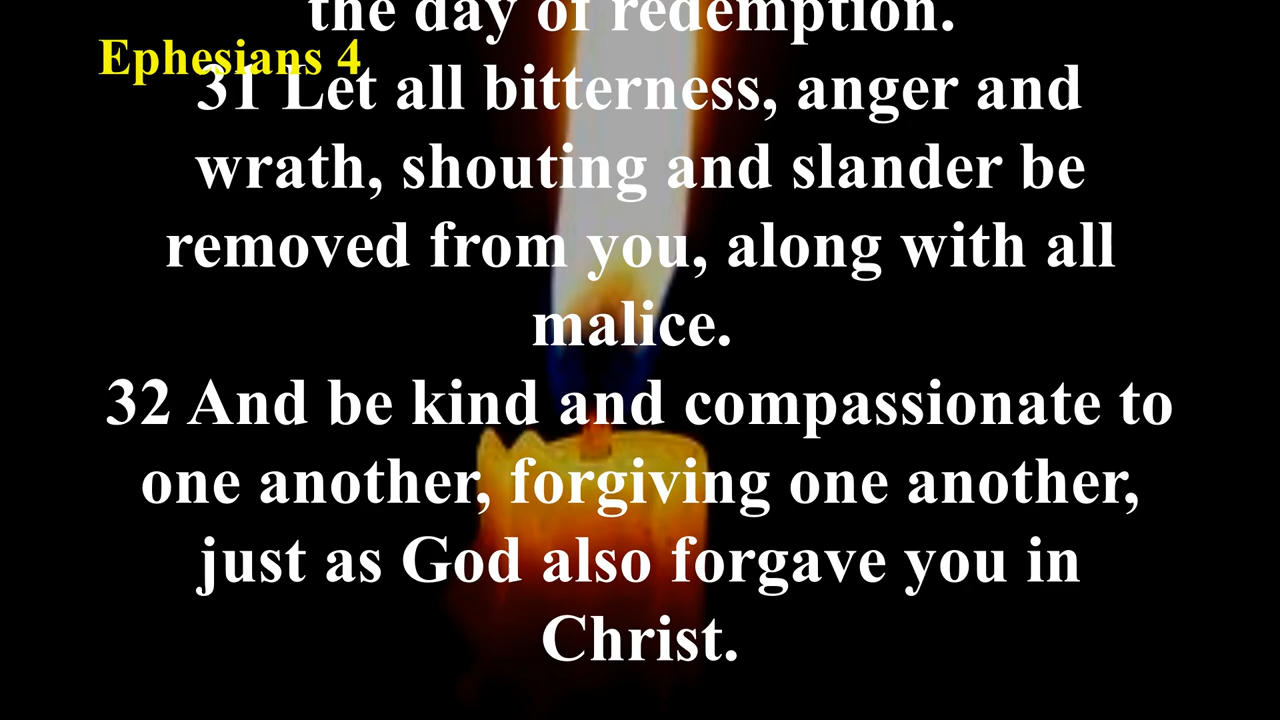 the day of redemption.
Ephesians 4
31 Let all bitterness, anger and
wrath, shouting and slander be
removed from you, along with all
malice.
32 And be kind and compassionate to
one another, forgiving one another,
just as God also forgave you in
Christ.